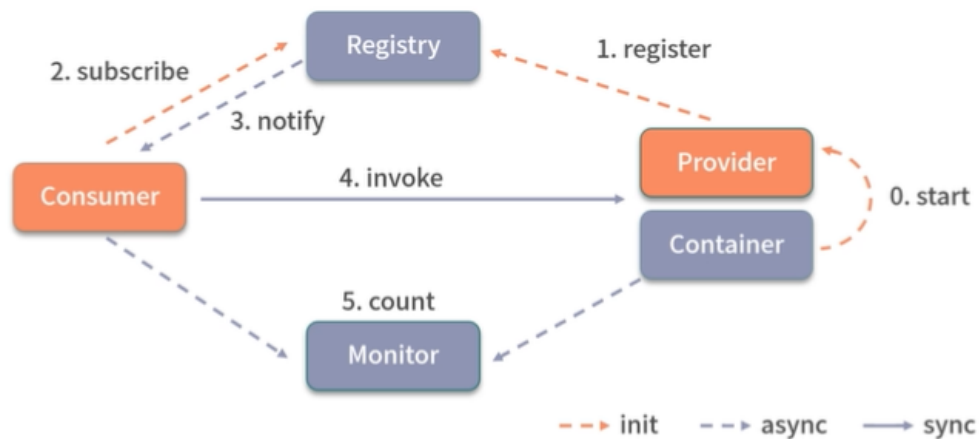 Registry
1. register
2. subscribe
3. notify
Provider
4. invoke
Consumer
0. start
Container
5. count
Monitor
init
async
sync